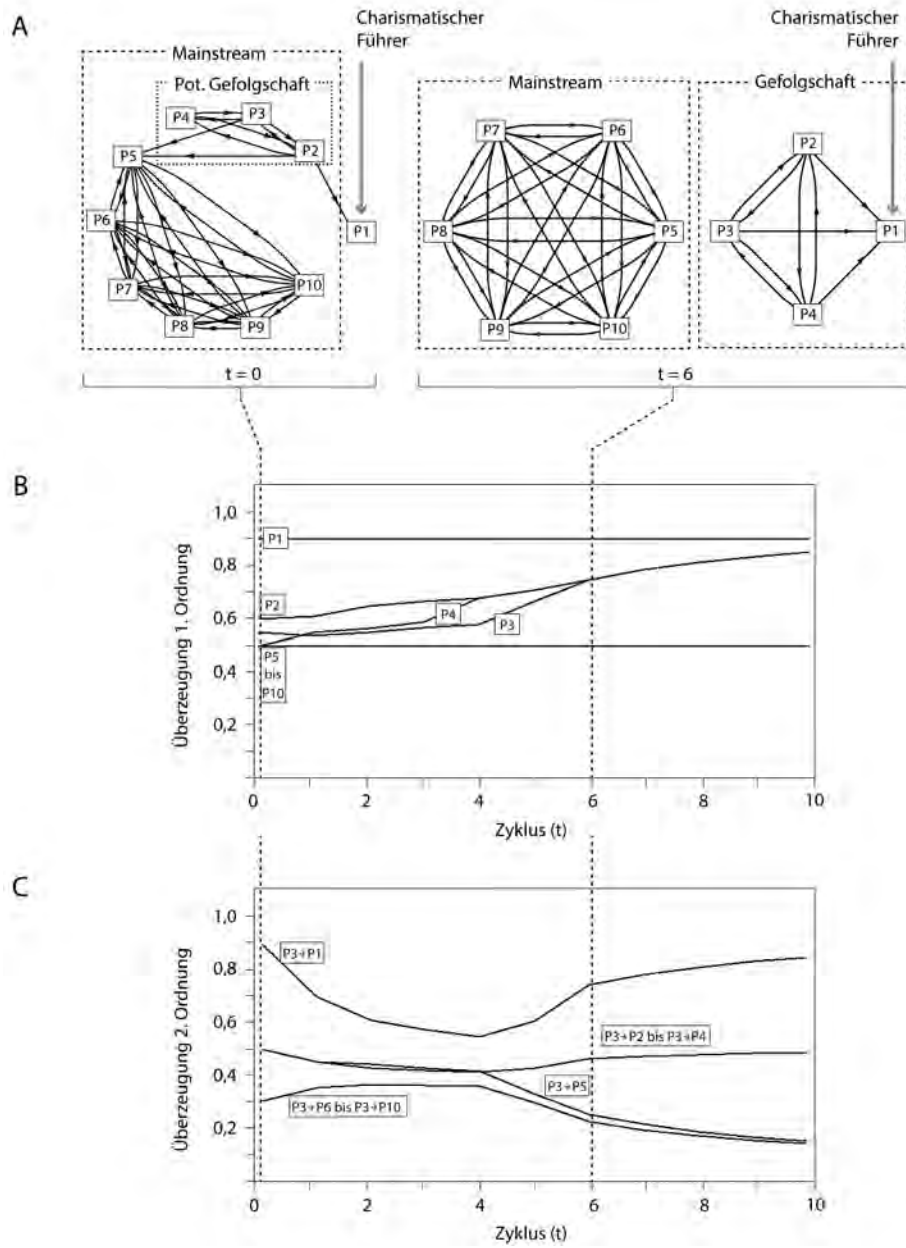 A
Charismatischer
Führer
Mainstream
Pot. Gefolgschaft
P4
P3
P2
P5
P6
P1
P7
P10
P8
P9
t = 0
Charismatischer
Führer
Mainstream
Gefolgschaft
P7
P6
P8
P5
P9
P10
P2
P3
P1
P4
t = 6
B
Überzeugung 1. Ordnung
1,0
0,8
0,6
0,4
0,2
P1
P2
P4
P3
P5
bis
P10
0
2
4
6
8
10
Zyklus (t)
C
Überzeugung 2. Ordnung
1,0
0,8
0,6
0,4
0,2
P3→P1
P3→P2 bis P3→P4
P3→P5
P3→P6 bis P3→P10
0
2
4
6
8
10
Zyklus (t)